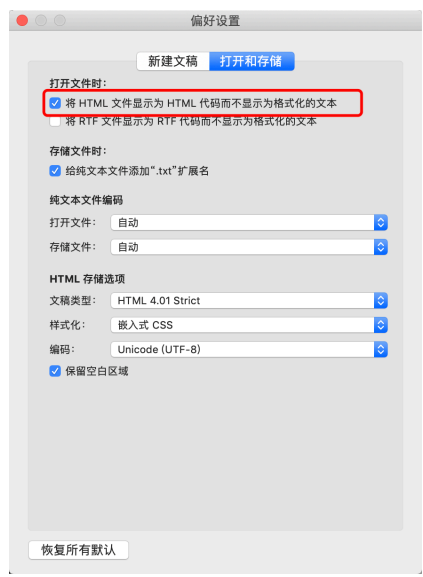 偏好设置
新建文稿 打开和存储
打开文件时：
将 HTML 文件显示为 HTML 代码而不显示为格式化的文本
将 RTF 文件显示为 RTF 代码而不显示为格式化的文本
存储文件时：
给纯文本文件添加“.txt”扩展名
纯文本文件编码
打开文件： 自动
存储文件： 自动
HTML 存储选项
文稿类型： HTML 4.01 Strict
样式化： 嵌入式 CSS
编码： Unicode (UTF-8)
保留空白区域
恢复所有默认